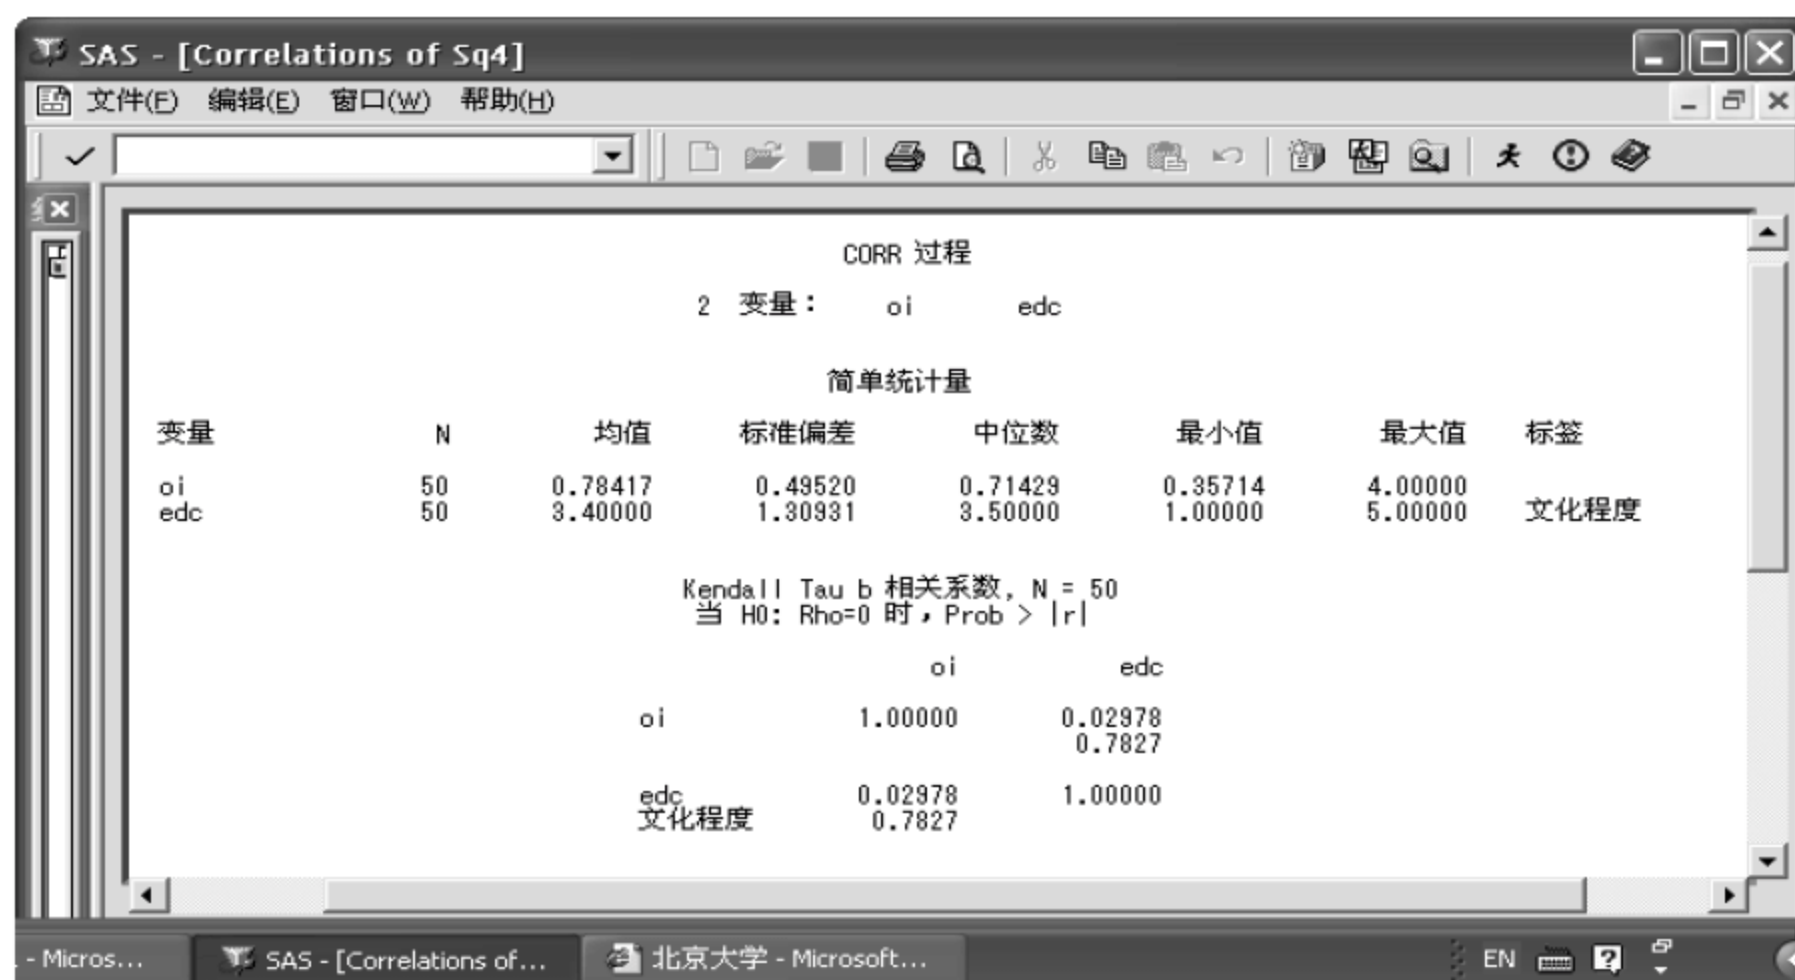 SAS - [Correlations of Sq4]
文件(F) 编辑(E) 窗口(W) 帮助(H)
CORR 过程
2 变量： oi edc
简单统计量
变量 N 均值 标准偏差 中位数 最小值 最大值 标签
oi 50 0.78417 0.49520 0.71429 0.35714 4.00000
edc 50 3.40000 1.30931 3.50000 1.00000 5.00000 文化程度
Kendall Tau b 相关系数, N = 50
当 H0: Rho=0 时，Prob > |r|
oi edc
oi 1.00000 0.02978
0.7827
edc 0.02978 1.00000
文化程度 0.7827
- Micros... SAS - [Correlations of... 北京大学 - Microsoft... EN